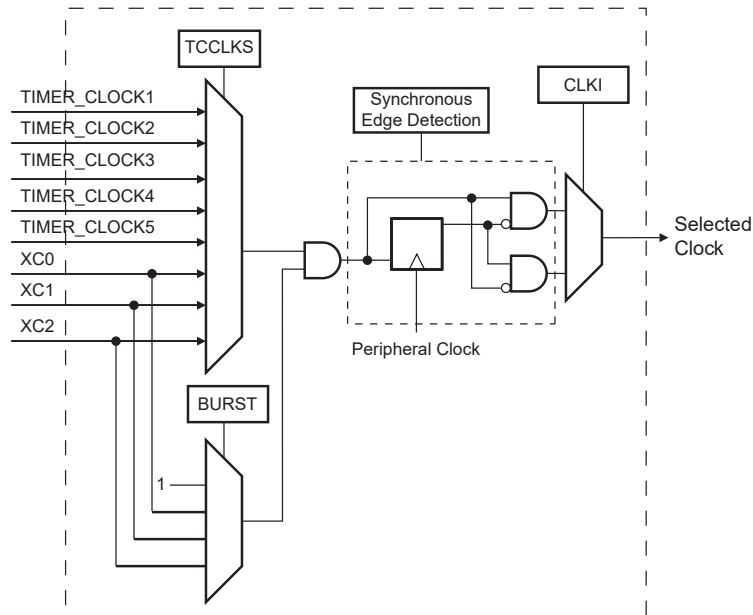 TCCLKS
TIMER_CLOCK1
TIMER_CLOCK2
TIMER_CLOCK3
TIMER_CLOCK4
TIMER_CLOCK5
XC0
XC1
XC2
Synchronous
Edge Detection
CLKI
Selected
Clock
Peripheral Clock
BURST
1